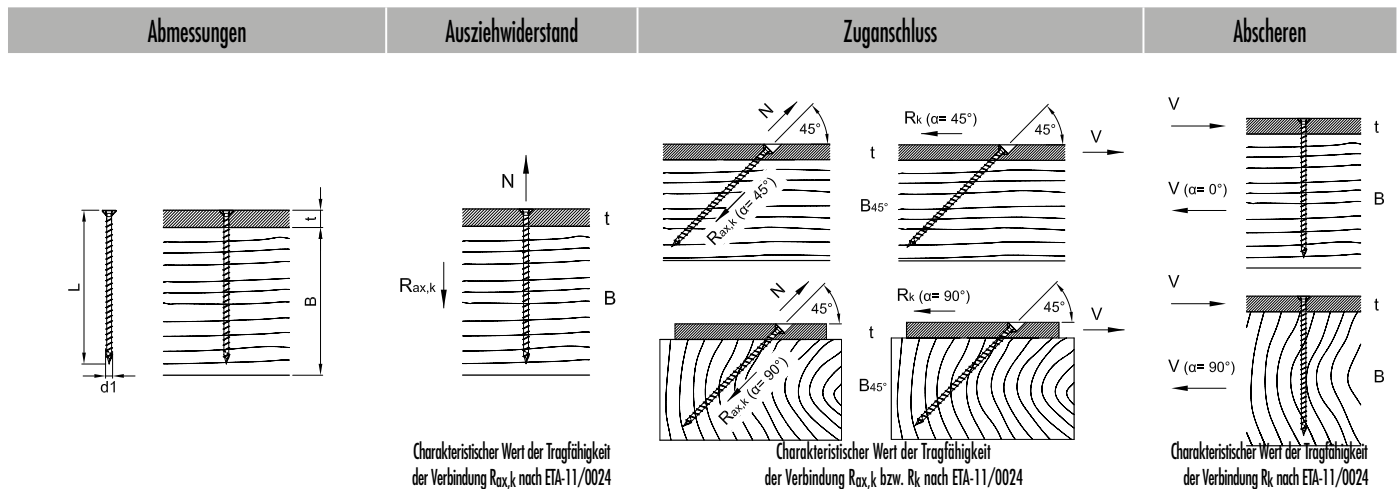 Abmessungen
Ausziehwiderstand
Zuganschluss
Abscheren
L
d1
t
B
N
Rax,k
t
B
N
45°
Rax,k (α= 45°)
t
B45°
Rk (α= 45°)
45°
V
N
45°
Rax,k (α= 90°)
t
B45°
Rk (α= 90°)
45°
V
V
t
V (α= 0°)
B
V
t
V (α= 90°)
B
Charakteristischer Wert der Tragfähigkeit
der Verbindung Rax,k nach ETA-11/0024
Charakteristischer Wert der Tragfähigkeit
der Verbindung Rax,k bzw. Rk nach ETA-11/0024
Charakteristischer Wert der Tragfähigkeit
der Verbindung Rk nach ETA-11/0024